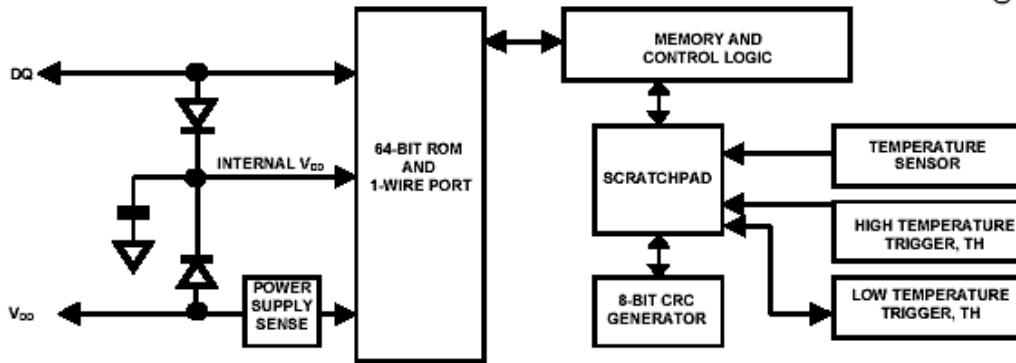 DQ
INTERNAL VDD
VDD
POWER
SUPPLY
SENSE
64-BIT ROM
AND
1-WIRE PORT
MEMORY AND
CONTROL LOGIC
SCRATCHPAD
8-BIT CRC
GENERATOR
TEMPERATURE
SENSOR
HIGH TEMPERATURE
TRIGGER, TH
LOW TEMPERATURE
TRIGGER, TH